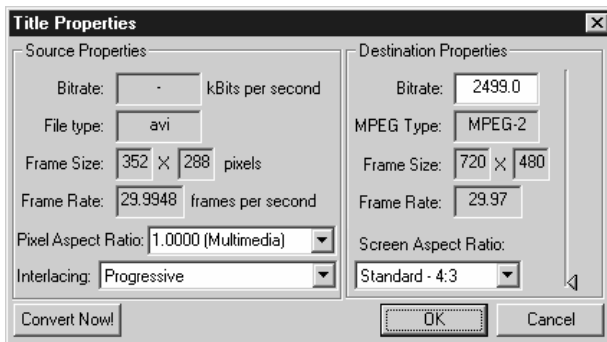 Title Properties
Source Properties
Bitrate: - kBits per second
File type: avi
Frame Size: 352 X 288 pixels
Frame Rate: 29.9948 frames per second
Pixel Aspect Ratio: 1.0000 (Multimedia)
Interlacing: Progressive
Destination Properties
Bitrate: 2499.0
MPEG Type: MPEG-2
Frame Size: 720 X 480
Frame Rate: 29.97
Screen Aspect Ratio:
Standard - 4:3
Convert Now!
OK
Cancel